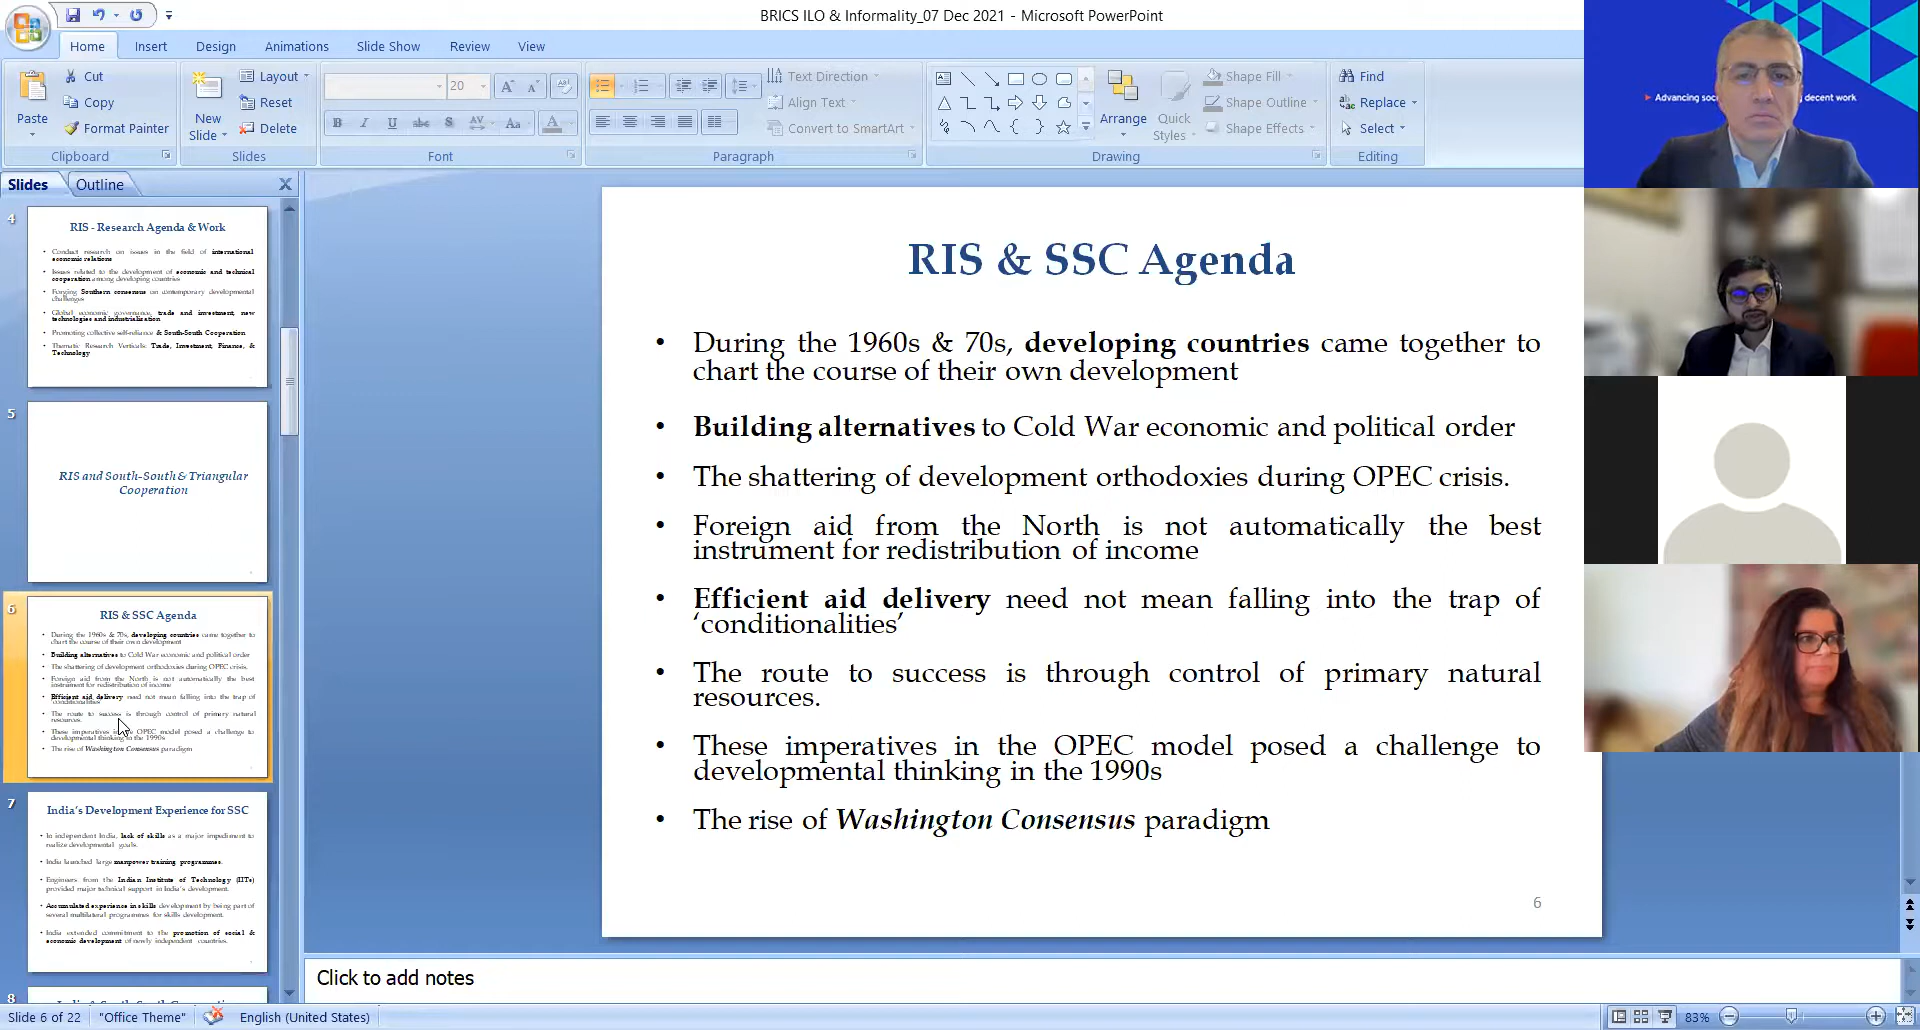 BRICS ILO & Informality_07 Dec 2021 - Microsoft PowerPoint
Home Insert Design Animations Slide Show Review View
Paste
Cut
Copy
Format Painter
Clipboard
New Slide
Layout
Reset
Delete
Slides
20
Font
Text Direction
Align Text
Convert to SmartArt
Paragraph
Arrange
Quick Styles
Shape Fill
Shape Outline
Shape Effects
Drawing
Find
Replace
Select
Editing
Advancing soc
decent work
Slides Outline
4
RIS - Research Agenda & Work
• Conduct research on issues in the field of international
economic relations
• Issues related to the development of economic and technical
cooperation among developing countries
• Forging Southern consensus on contemporary developmental
challenges
• Global economic governance, trade and investment, new
technologies and industrialization
• Promoting collective self-reliance & South-South Cooperation
• Thematic Research Verticals: Trade, Investment, Finance, &
Technology
5
RIS and South-South & Triangular
Cooperation
6
RIS & SSC Agenda
• During the 1960s & 70s, developing countries came together to
chart the course of their own development
• Building alternatives to Cold War economic and political order
• The shattering of development orthodoxies during OPEC crisis.
• Foreign aid from the North is not automatically the best
instrument for redistribution of income
• Efficient aid delivery need not mean falling into the trap of
'conditionalities'
• The route to success is through control of primary natural
resources.
• These imperatives in the OPEC model posed a challenge to
developmental thinking in the 1990s
• The rise of Washington Consensus paradigm
7
India's Development Experience for SSC
• In independent India, lack of skills as a major impediment to
realize developmental goals.
• India launched large manpower training programmes.
• Engineers from the Indian Institute of Technology (IITs)
provided major technical support in India's development.
• Accumulated experience in skills development by being part of
several multilateral programmes for skills development.
• India extended commitment to the promotion of social &
economic development of newly independent countries.
8
RIS & SSC Agenda
• During the 1960s & 70s, developing countries came together to
chart the course of their own development
• Building alternatives to Cold War economic and political order
• The shattering of development orthodoxies during OPEC crisis.
• Foreign aid from the North is not automatically the best
instrument for redistribution of income
• Efficient aid delivery need not mean falling into the trap of
‘conditionalities’
• The route to success is through control of primary natural
resources.
• These imperatives in the OPEC model posed a challenge to
developmental thinking in the 1990s
• The rise of Washington Consensus paradigm
6
Click to add notes
Slide 6 of 22 "Office Theme" English (United States) 83%